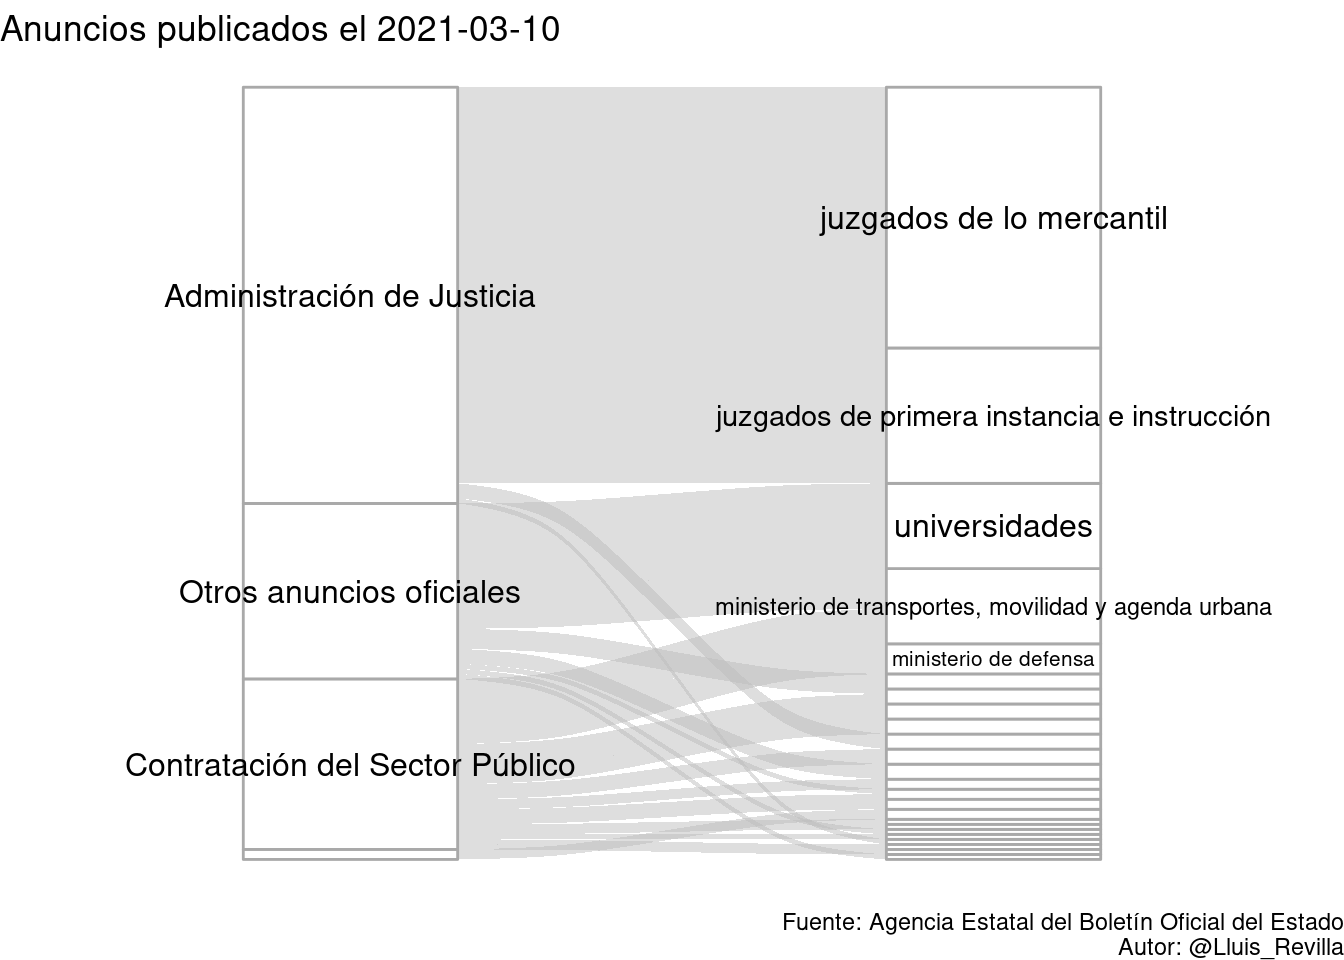 Anuncios publicados el 2021-03-10
juzgados de lo mercantil
Administración de Justicia
juzgados de primera instancia e instrucción
universidades
Otros anuncios oficiales
ministerio de transportes, movilidad y agenda urbana
ministerio de defensa
Contratación del Sector Público
Fuente: Agencia Estatal del Boletín Oficial del Estado
Autor: @Lluis_Revilla